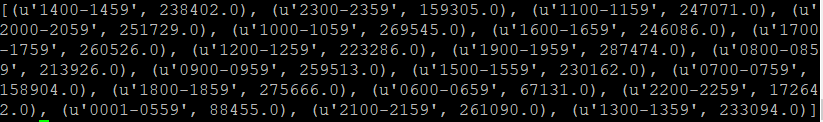 [(u'1400-1459', 238402.0), (u'2300-2359', 159305.0), (u'1100-1159', 247071.0), (u'
2000-2059', 251729.0), (u'1000-1059', 269545.0), (u'1600-1659', 246086.0), (u'1700
-1759', 260526.0), (u'1200-1259', 223286.0), (u'1900-1959', 287474.0), (u'0800-085
9', 213926.0), (u'0900-0959', 259513.0), (u'1500-1559', 230162.0), (u'0700-0759',
158904.0), (u'1800-1859', 275666.0), (u'0600-0659', 67131.0), (u'2200-2259', 17264
2.0), (u'0001-0559', 88455.0), (u'2100-2159', 261090.0), (u'1300-1359', 233094.0)]